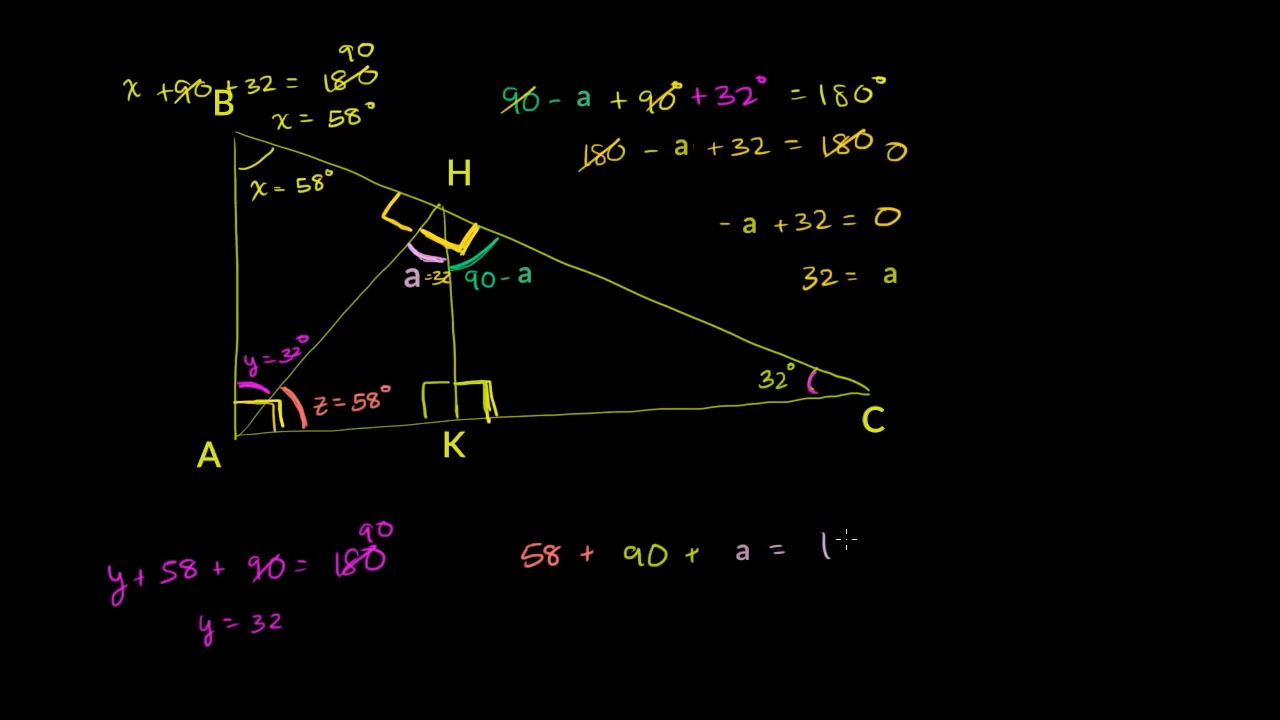 90
x + 90 + 32 = 180
x = 58°
B
x = 58°
90 - a + 90° + 32° = 180°
180 - a + 32 = 180 0
- a + 32 = 0
32 = a
H
a = 32
90 - a
y = 32°
z = 58°
32°
A
K
C
90
y + 58 + 90 = 180
y = 32
58 + 90 + a = 1